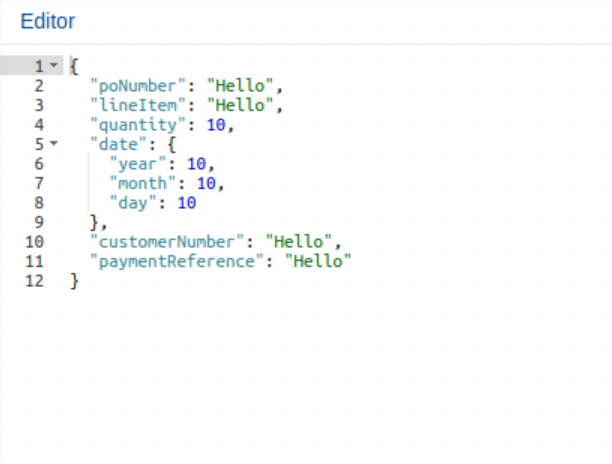 Editor
1 {
2 "poNumber": "Hello",
3 "lineItem": "Hello",
4 "quantity": 10,
5 "date": {
6 "year": 10,
7 "month": 10,
8 "day": 10
9 },
10 "customerNumber": "Hello",
11 "paymentReference": "Hello"
12 }